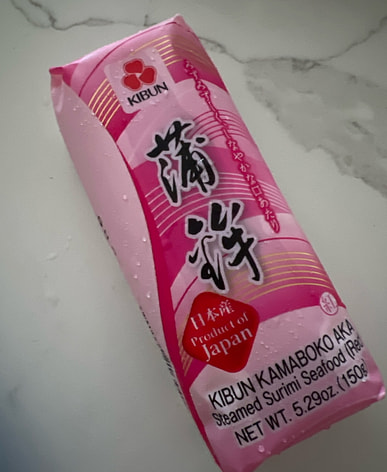 KIBUN
蒲鉾
日本産
Product of
Japan
KIBUN KAMABOKO AKA
Steamed Surimi Seafood (Red
NET WT. 5.29oz. (150g